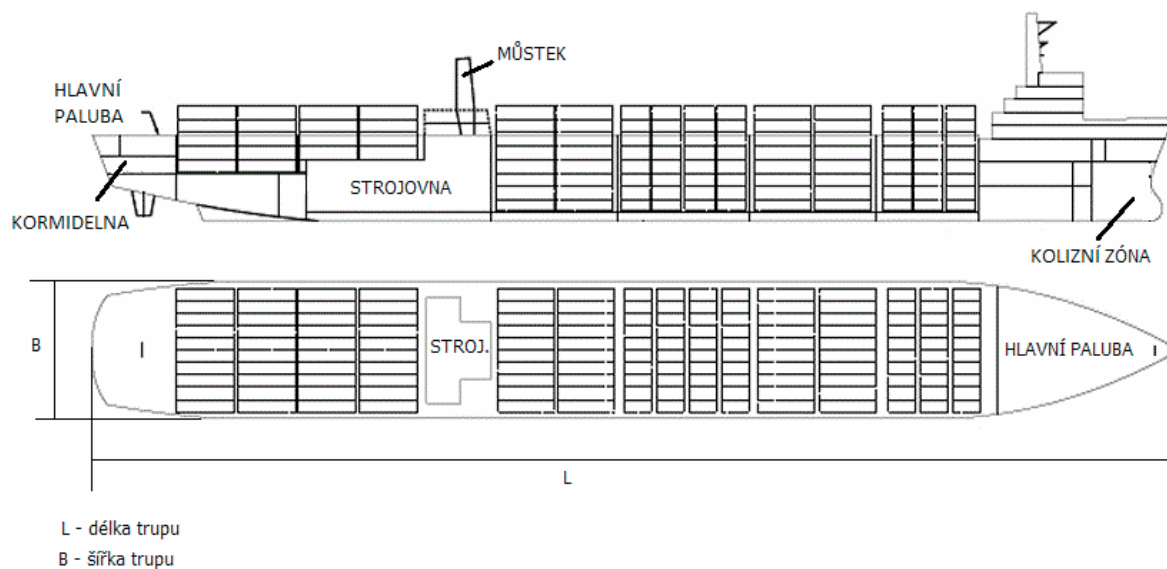 MŮSTEK
HLAVNÍ
PALUBA
STROJOVNA
KORMIDELNA
KOLIZNÍ ZÓNA
B
STROJ.
HLAVNÍ PALUBA
L
L - délka trupu
B - šířka trupu